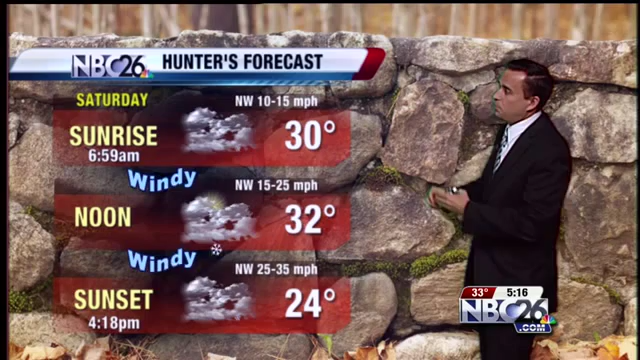 NBC26 HUNTER'S FORECAST
SATURDAY NW 10-15 mph
SUNRISE 30°
6:59am
Windy NW 15-25 mph
NOON 32°
Windy NW 25-35 mph
SUNSET 24°
4:18pm
33° 5:16
NBC26
.COM